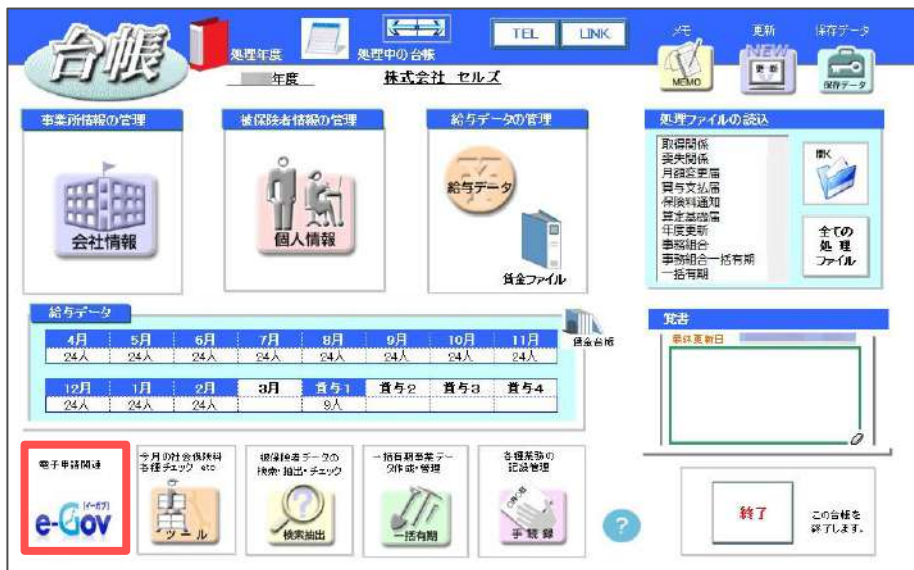 台帳
処理年度
年度
処理中の台帳
株式会社 セルズ
TEL
LINK
メモ
MEMO
更新
NEW
更新
保存データ
保存データ
事業所情報の管理
会社情報
被保険者情報の管理
個人情報
給与データの管理
給与データ
賃金ファイル
処理ファイルの読込
取得関係
喪失関係
月額変更届
賞与支払届
保険料通知
算定基礎届
年度更新
事務組合
事務組合一括有期
一括有期
開く
全ての
処 理
ファイル
給与データ
4月 5月 6月 7月 8月 9月 10月 11月
24人 24人 24人 24人 24人 24人 24人 24人
12月 1月 2月 3月 賞与1 賞与2 賞与3 賞与4
24人 24人 24人 9人
賃金台帳
覚書
最終更新日
電子申請関連
(イーガブ)
e-Gov
今月の社会保険料
各種チェック etc
ツール
被保険者データの
検索・抽出・チェック
検索抽出
一括有期事業デー
タ作成・管理
一括有期
各種業務の
記録管理
手続録
?
終了
この台帳を
終了します。